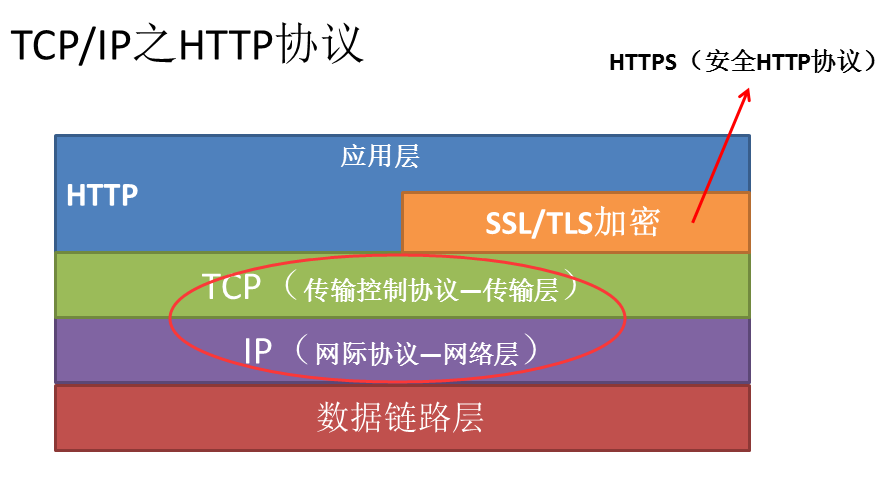 TCP/IP之HTTP协议
HTTPS（安全HTTP协议）
应用层
HTTP
SSL/TLS加密
TCP（传输控制协议—传输层）
IP（网际协议—网络层）
数据链路层